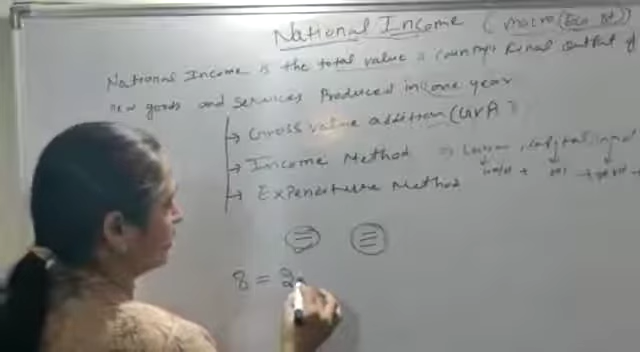 National Income (Macro Eco
National Income is the total value a country's final output of
new goods and services Produced in one year
→ Gross value addition (GVA)
→ Income Method
→ Expenditure Method
8 = 2